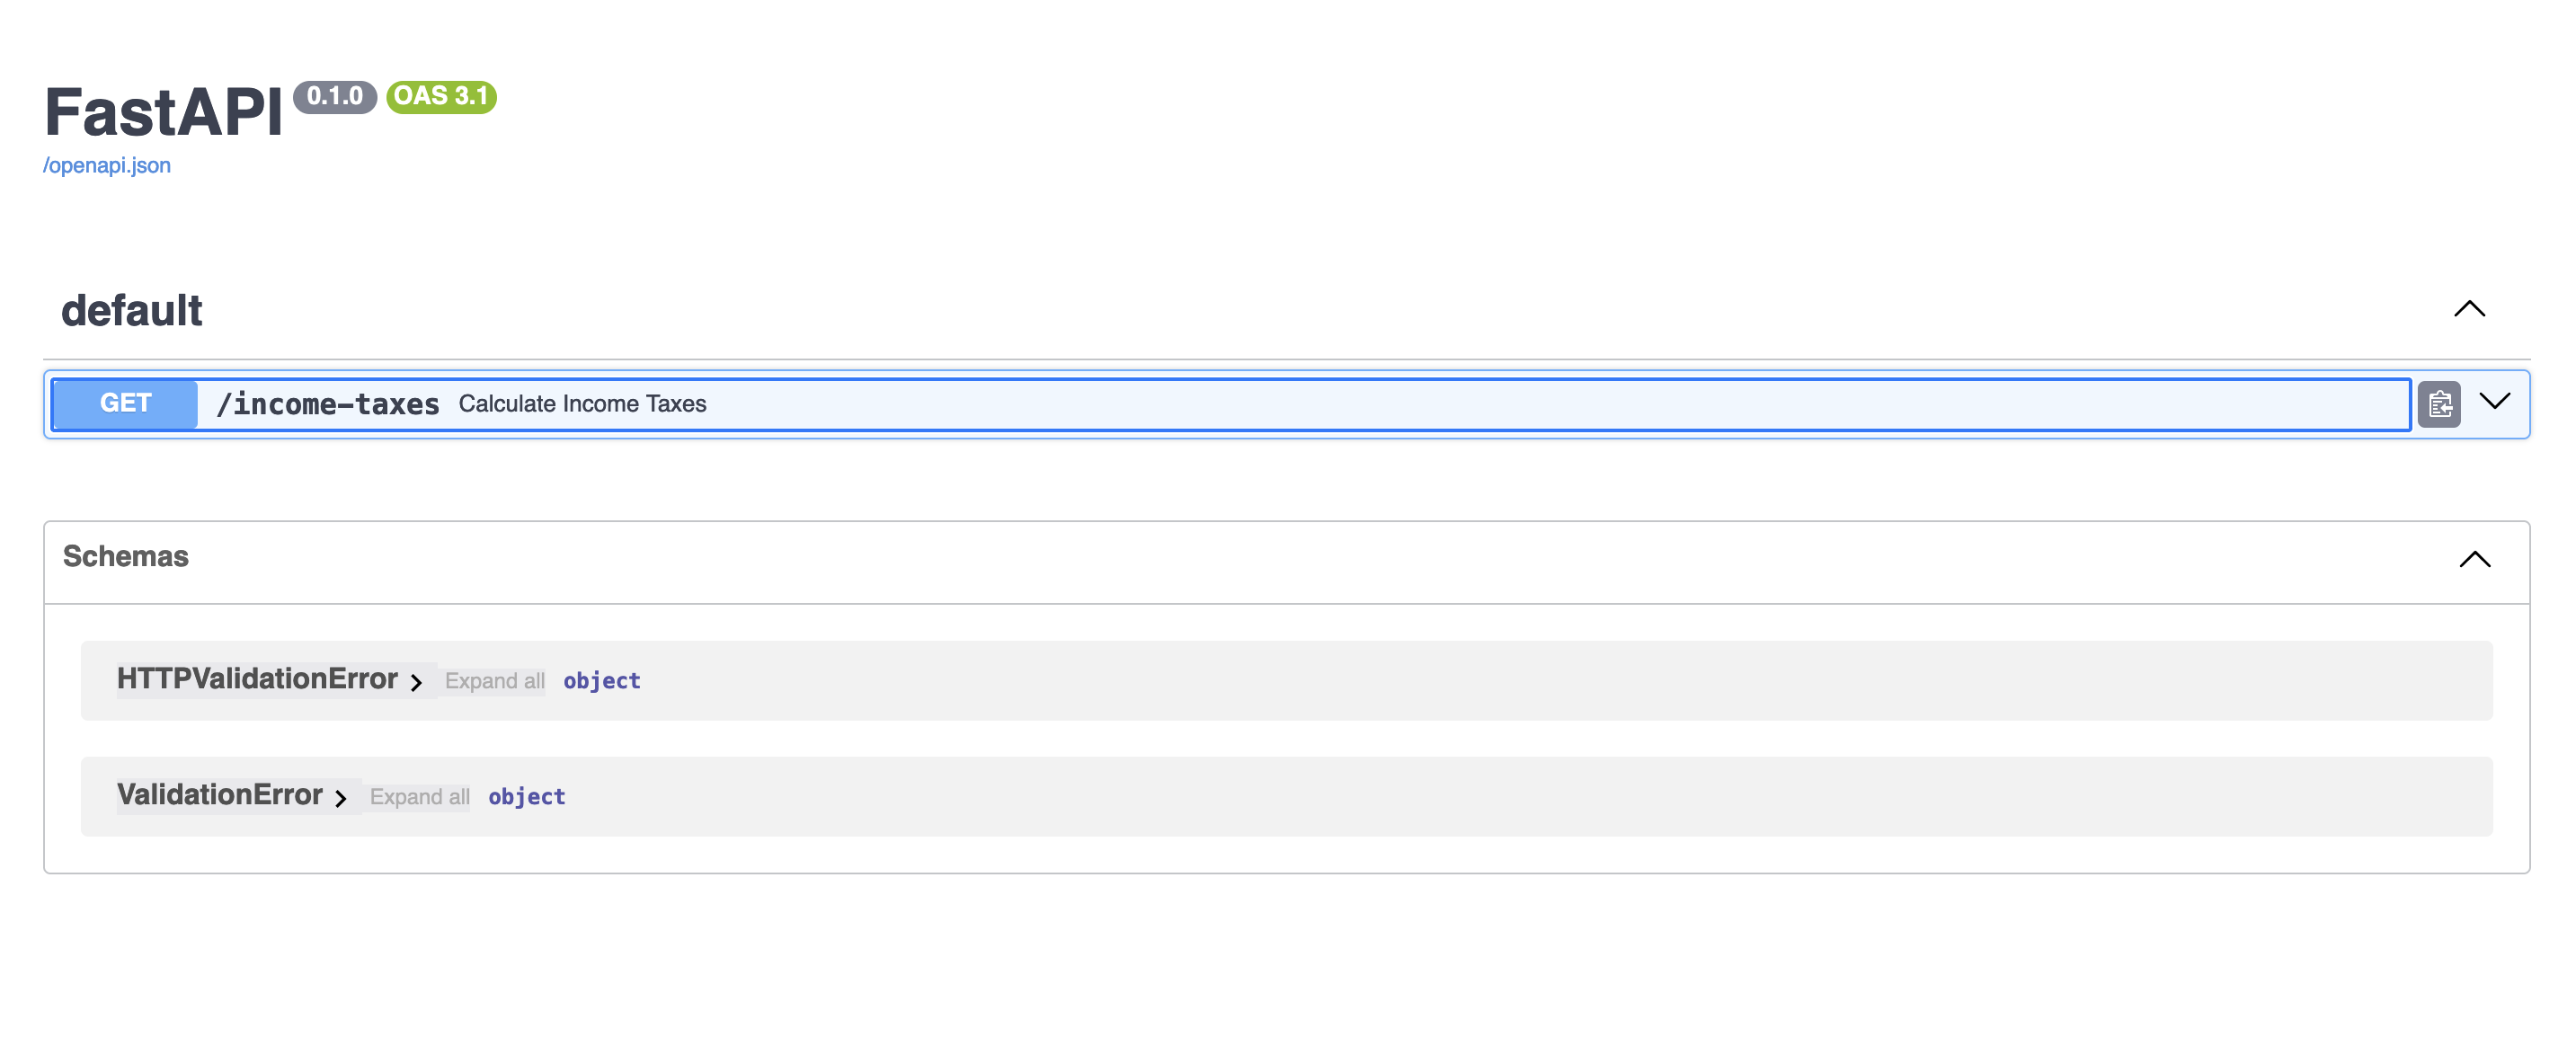 FastAPI 0.1.0 OAS 3.1
/openapi.json
default
GET /income-taxes Calculate Income Taxes
Schemas
HTTPValidationError Expand all object
ValidationError Expand all object